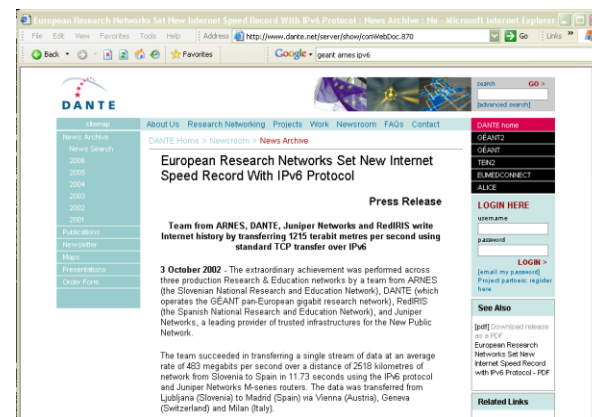 European Research Networks Set New Internet Speed Record With IPv6 Protocol : News Archive : Ne - Microsoft Internet Explorer
File Edit View Favorites Tools Help Address http://www.dante.net/server/show/conWebDoc.870 Go Links »
Back Favorites Google geant arnes ipv6
DANTE
search GO >
[advanced search]
sitemap
News Archive
News Search
2006
2005
2004
2003
2002
2001
Publications
Newsletter
Maps
Presentations
Order Form
About Us Research Networking Projects Work Newsroom FAQs Contact
DANTE Home > Newsroom > News Archive
European Research Networks Set New Internet
Speed Record With IPv6 Protocol
Press Release
Team from ARNES, DANTE, Juniper Networks and RedIRIS write
Internet history by transferring 1215 terabit metres per second using
standard TCP transfer over IPv6
3 October 2002 - The extraordinary achievement was performed across
three production Research & Education networks by a team from ARNES
(the Slovenian National Research and Education Network), DANTE (which
operates the GÉANT pan-European gigabit research network), RedIRIS
(the Spanish National Research and Education Network), and Juniper
Networks, a leading provider of trusted infrastructures for the New Public
Network.
The team succeeded in transferring a single stream of data at an average
rate of 483 megabits per second over a distance of 2518 kilometres of
network from Slovenia to Spain in 11.73 seconds using the IPv6 protocol
and Juniper Networks M-series routers. The data was transferred from
Ljubljana (Slovenia) to Madrid (Spain) via Vienna (Austria), Geneva
(Switzerland) and Milan (Italy).
DANTE home
GÉANT2
GÉANT
TEIN2
EUMEDCONNECT
ALICE
LOGIN HERE
username
password
LOGIN >
[email my password]
Project partners: register
here
See Also
[pdf] Download release
as a PDF
European Research
Networks Set New
Internet Speed Record
with IPv6 Protocol - PDF
Related Links